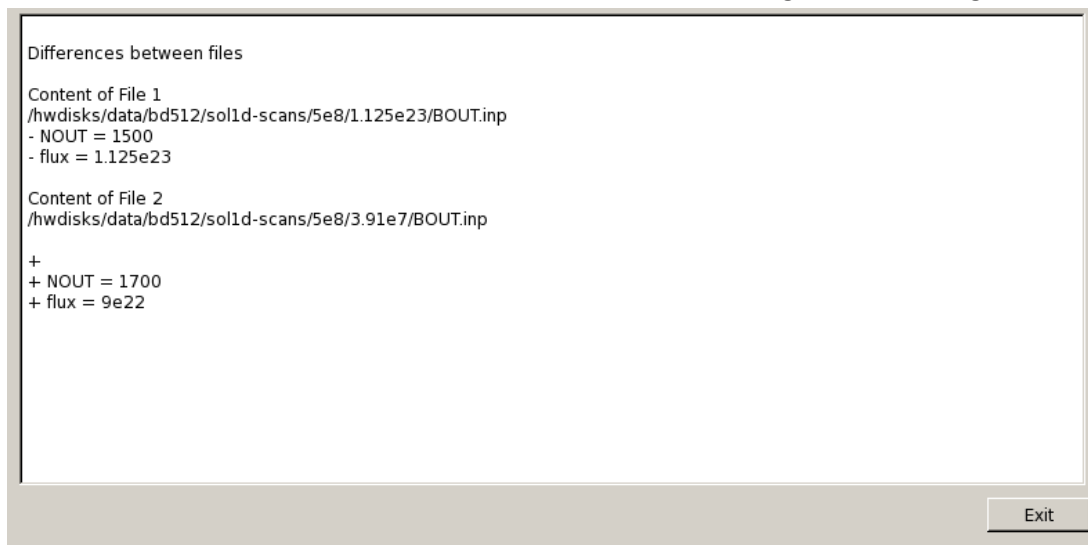 Differences between files
Content of File 1
/hwdisks/data/bd512/sol1d-scans/5e8/1.125e23/BOUT.inp
- NOUT = 1500
- flux = 1.125e23
Content of File 2
/hwdisks/data/bd512/sol1d-scans/5e8/3.91e7/BOUT.inp
+
+ NOUT = 1700
+ flux = 9e22
Exit